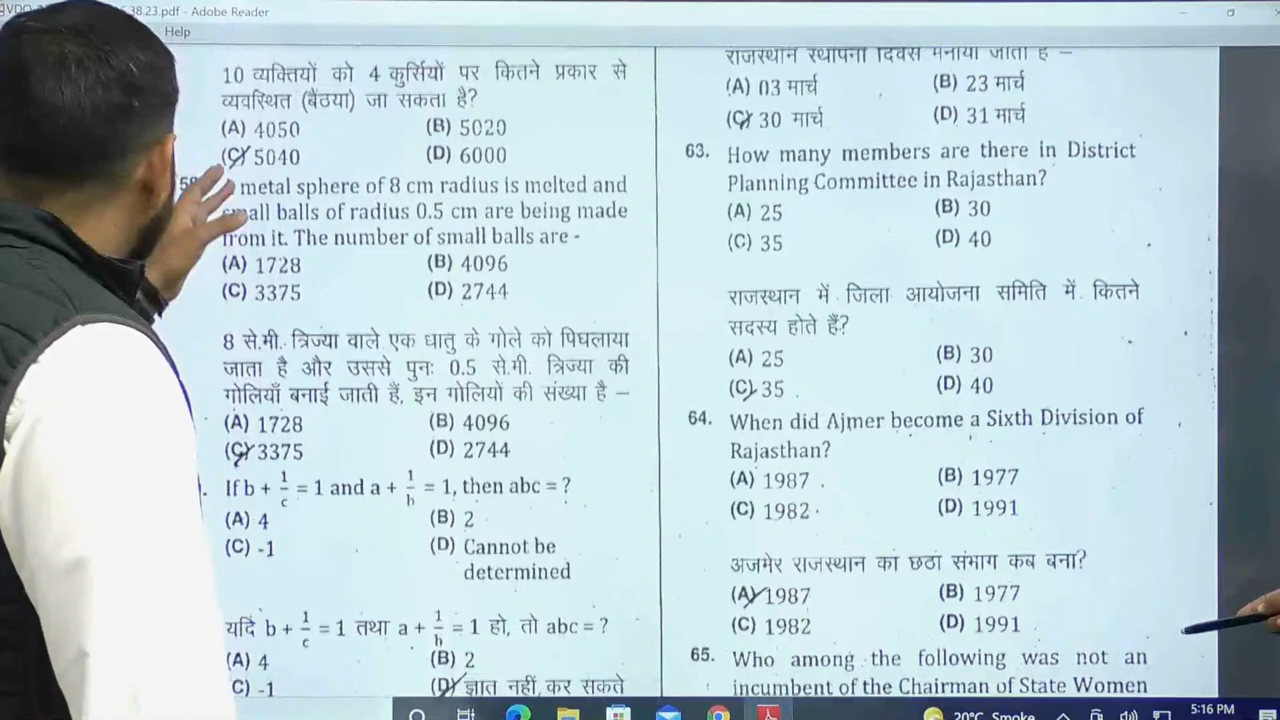 38.23.pdf - Adobe Reader
Help
10 व्यक्तियों को 4 कुर्सियों पर कितने प्रकार से
व्यवस्थित (बैठया) जा सकता है?
(A) 4050
(B) 5020
(C) 5040
(D) 6000
metal sphere of 8 cm radius is melted and
small balls of radius 0.5 cm are being made
from it. The number of small balls are -
(A) 1728
(B) 4096
(C) 3375
(D) 2744
8 से.मी. त्रिज्या वाले एक धातु के गोले को पिघलाया
जाता है और उससे पुनः 0.5 से.मी. त्रिज्या की
गोलियाँ बनाई जाती हैं, इन गोलियों की संख्या है –
(A) 1728
(B) 4096
(C) 3375
(D) 2744
If b + 1/c = 1 and a + 1/b = 1, then abc = ?
(A) 4
(B) 2
(C) -1
(D) Cannot be
determined
यदि b + 1/c = 1 तथा a + 1/b = 1 हो, तो abc = ?
(A) 4
(B) 2
C) -1
(D) ज्ञात नहीं कर सकते
राजस्थान स्थापना दिवस मनाया जाता है –
(A) 03 मार्च
(B) 23 मार्च
(C) 30 मार्च
(D) 31 मार्च
63. How many members are there in District
Planning Committee in Rajasthan?
(A) 25
(B) 30
(C) 35
(D) 40
राजस्थान में जिला आयोजना समिति में कितने
सदस्य होते हैं?
(A) 25
(B) 30
(C) 35
(D) 40
64. When did Ajmer become a Sixth Division of
Rajasthan?
(A) 1987
(B) 1977
(C) 1982
(D) 1991
अजमेर राजस्थान का छठा संभाग कब बना?
(A) 1987
(B) 1977
(C) 1982
(D) 1991
65. Who among the following was not an
incumbent of the Chairman of State Women
20°C Smoke
5:16 PM